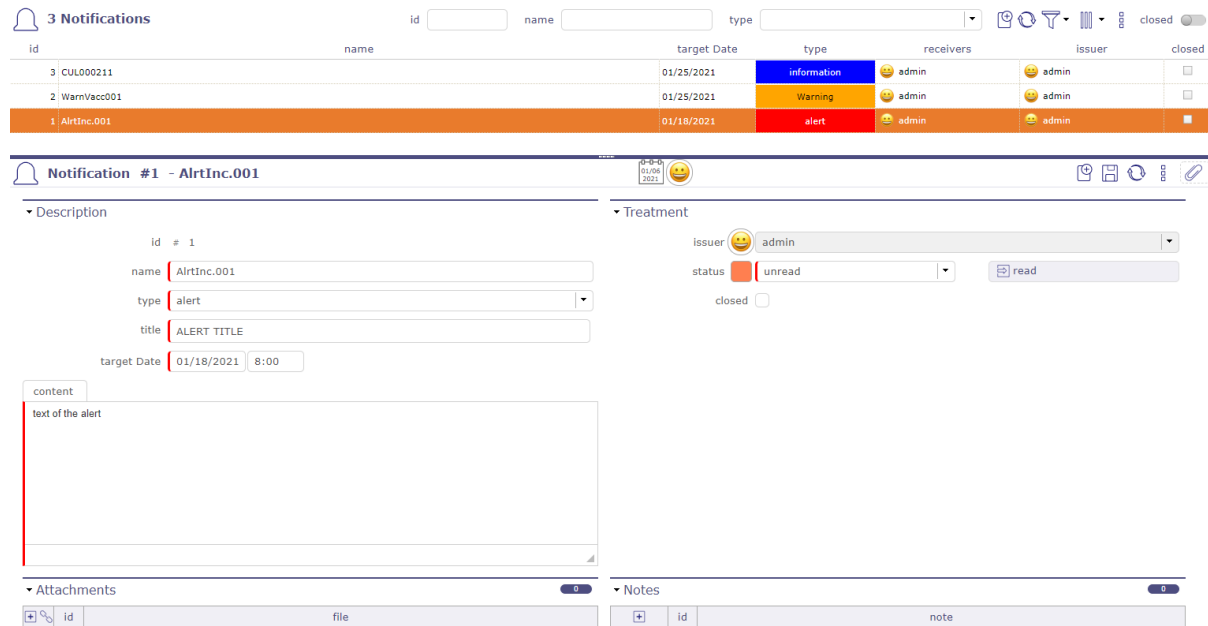 3 Notifications id name type closed
id name target Date type receivers issuer closed
3 CUL000211 01/25/2021 information admin admin
2 WarnVacc001 01/25/2021 Warning admin admin
1 AlrtInc.001 01/18/2021 alert admin admin
Notification #1 - AlrtInc.001 01/06 2021
Description
id # 1
name AlrtInc.001
type alert
title ALERT TITLE
target Date 01/18/2021 8:00
content
text of the alert
Treatment
issuer admin
status unread read
closed
Attachments 0
id file
Notes 0
id note